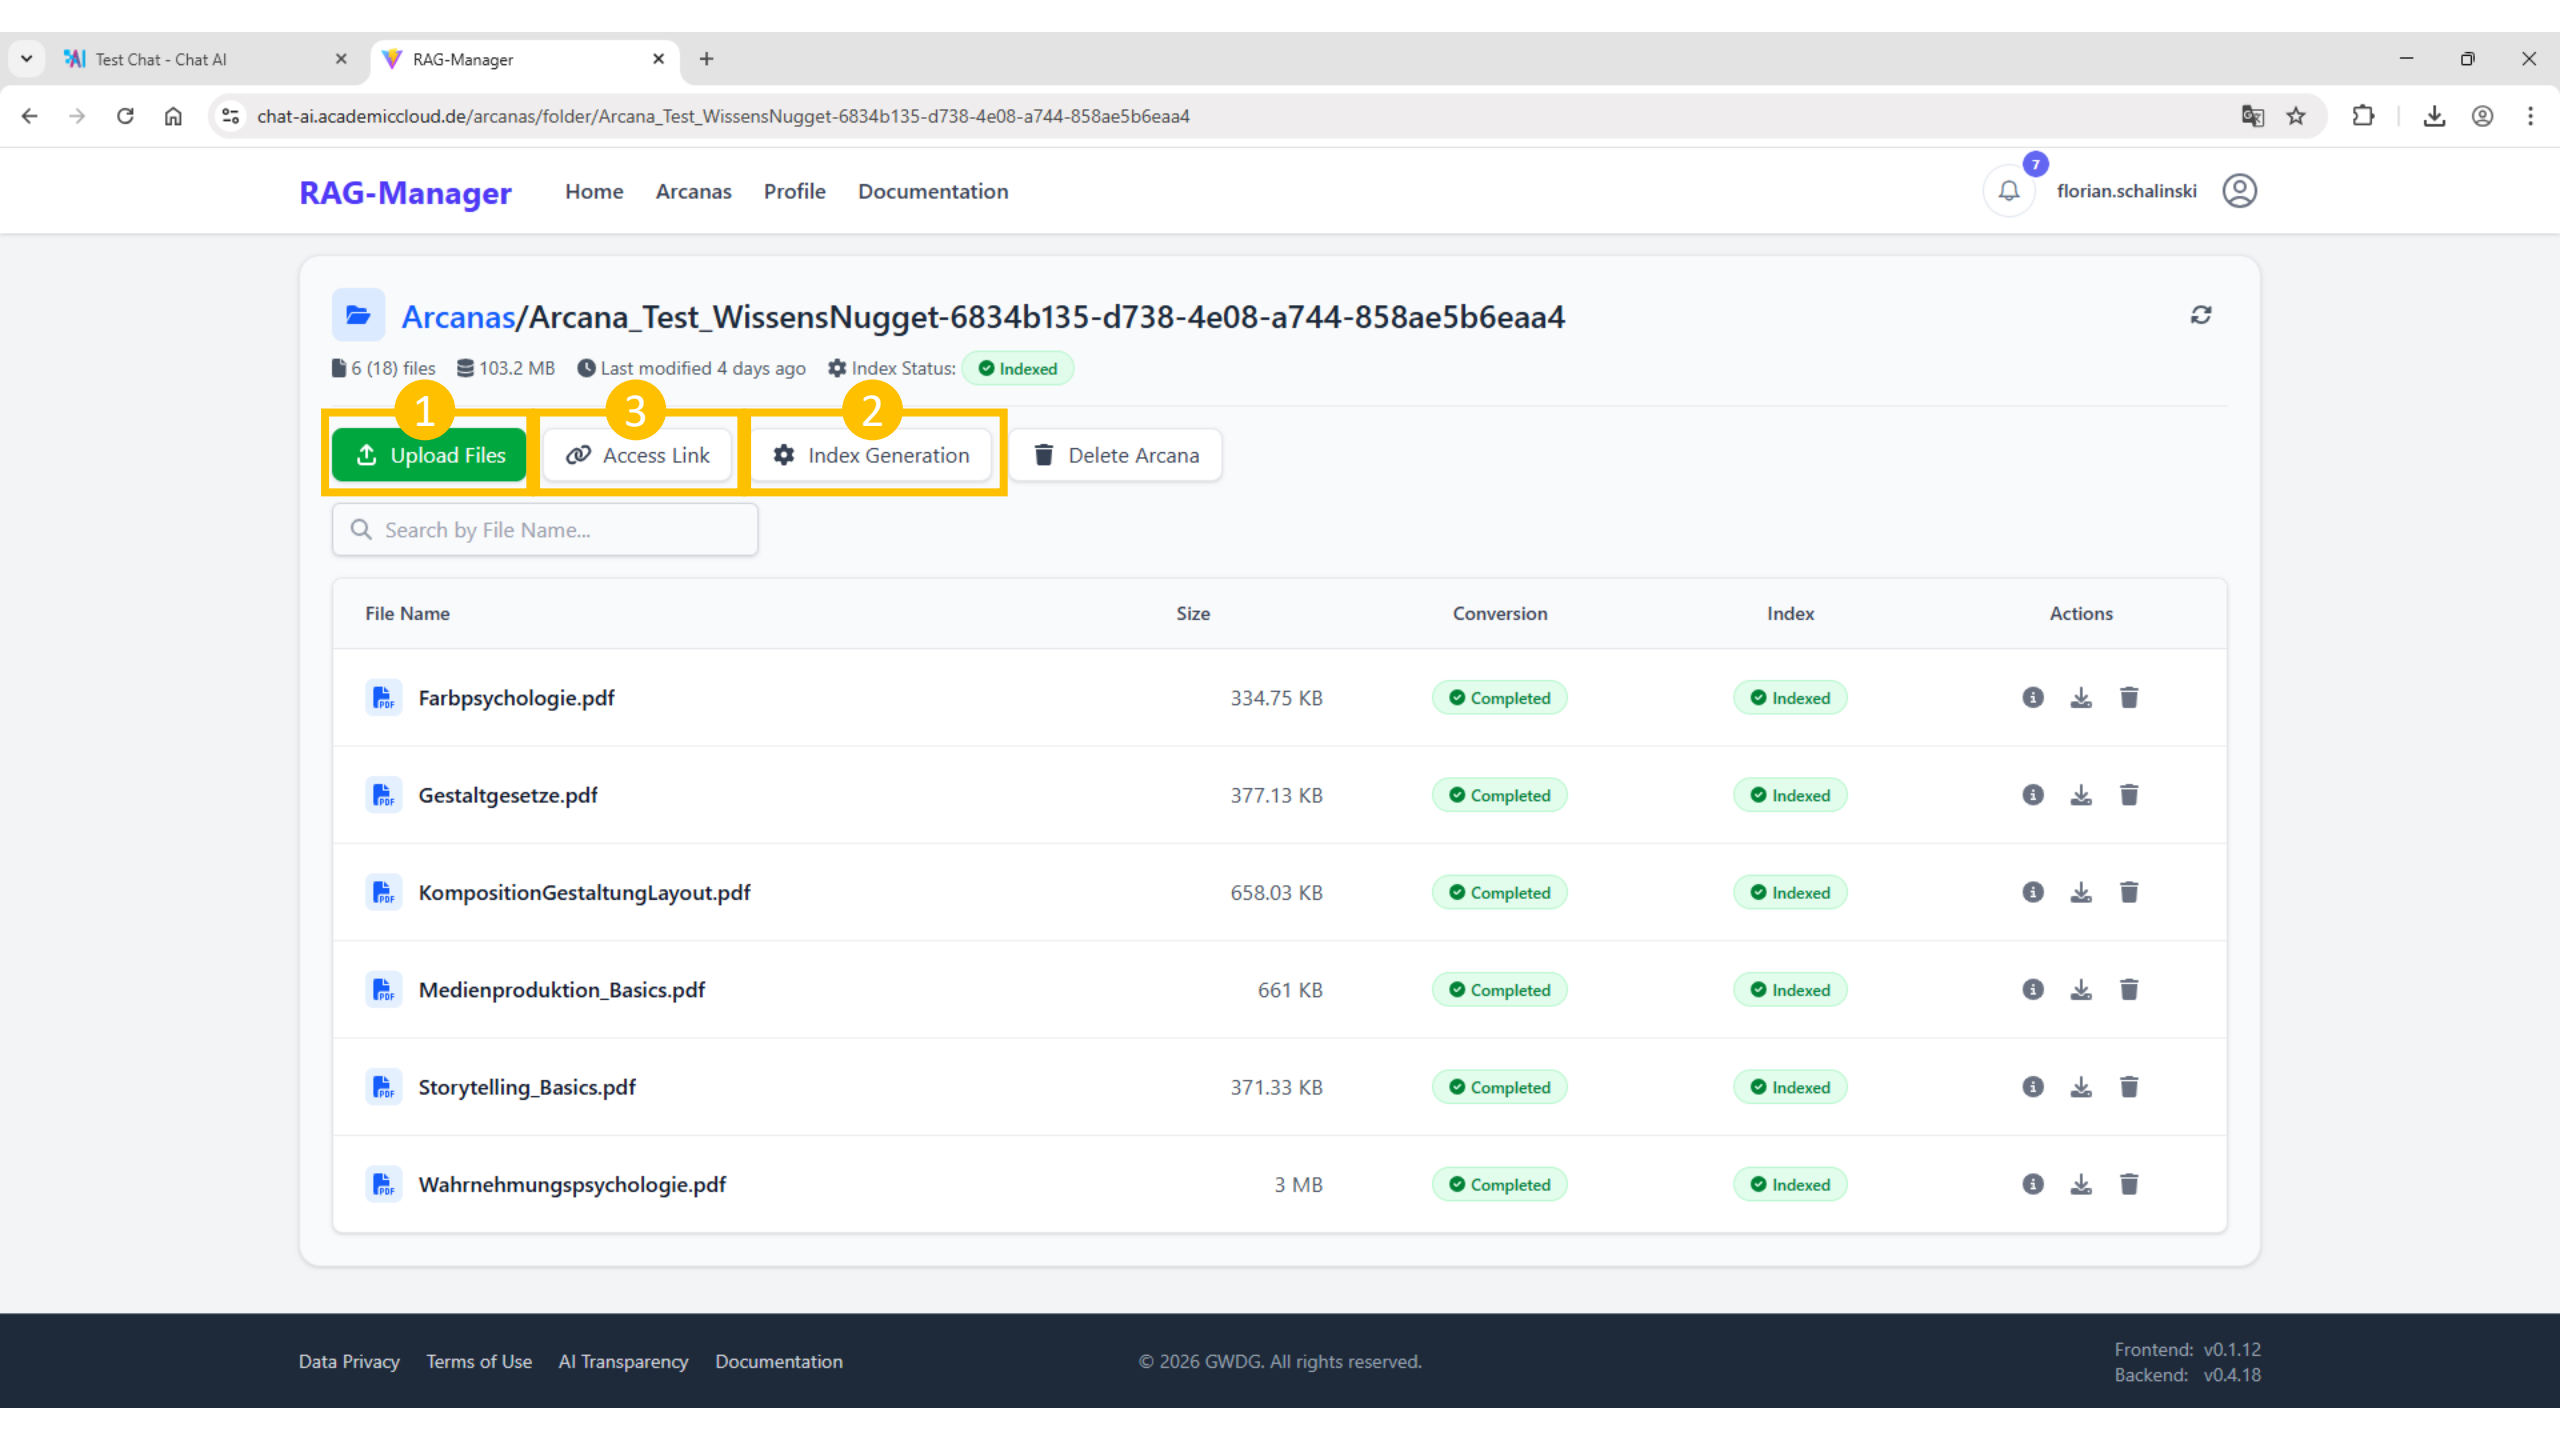 Test Chat - Chat AI
RAG-Manager
chat-ai.academiccloud.de/arcanas/folder/Arcana_Test_WissensNugget-6834b135-d738-4e08-a744-858ae5b6eaa4
RAG-Manager Home Arcanas Profile Documentation 7 florian.schalinski
Arcanas/Arcana_Test_WissensNugget-6834b135-d738-4e08-a744-858ae5b6eaa4
6 (18) files 103.2 MB Last modified 4 days ago Index Status: Indexed
1 3 2
Upload Files Access Link Index Generation Delete Arcana
Search by File Name...
File Name Size Conversion Index Actions
Farbpsychologie.pdf 334.75 KB Completed Indexed
Gestaltgesetze.pdf 377.13 KB Completed Indexed
KompositionGestaltungLayout.pdf 658.03 KB Completed Indexed
Medienproduktion_Basics.pdf 661 KB Completed Indexed
Storytelling_Basics.pdf 371.33 KB Completed Indexed
Wahrnehmungspsychologie.pdf 3 MB Completed Indexed
Data Privacy Terms of Use AI Transparency Documentation © 2026 GWDG. All rights reserved.
Frontend: v0.1.12
Backend: v0.4.18